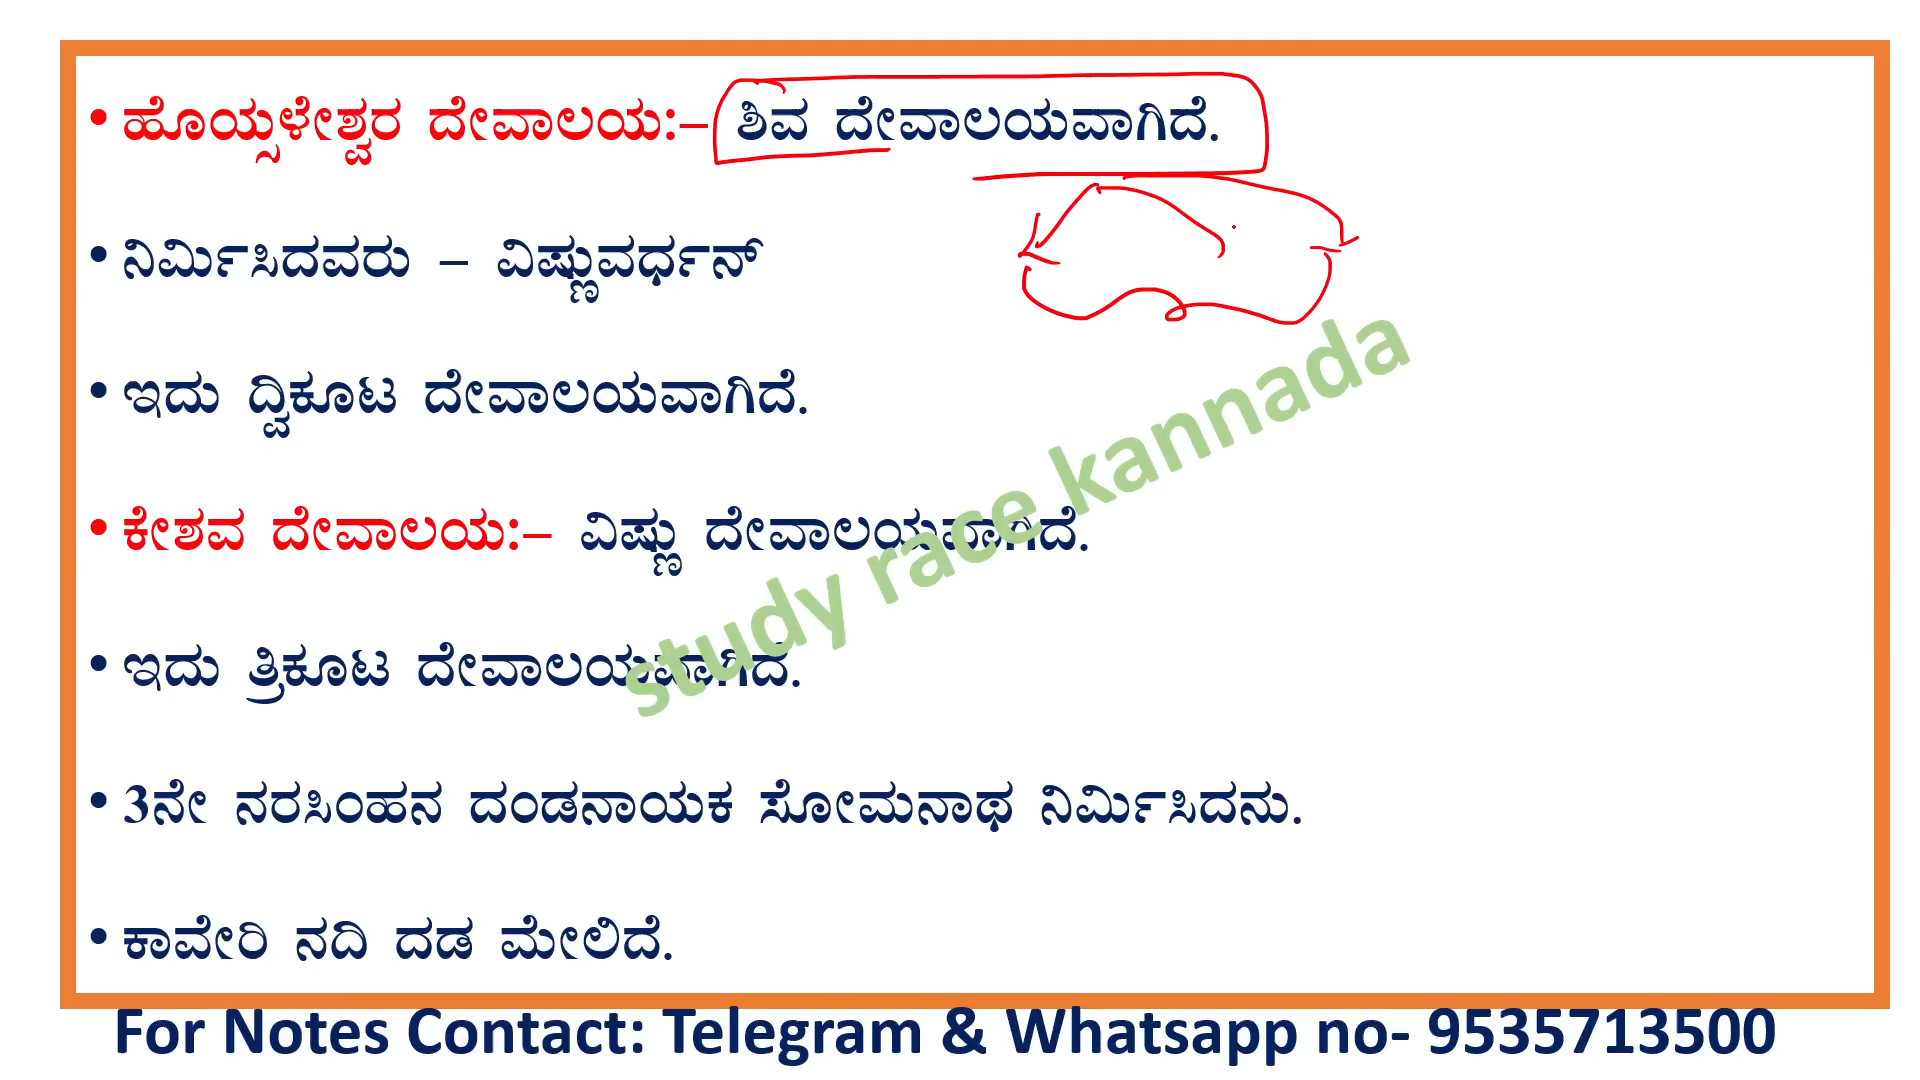 • ಹೊಯ್ಸಳೇಶ್ವರ ದೇವಾಲಯ:– ಶಿವ ದೇವಾಲಯವಾಗಿದೆ.
• ನಿರ್ಮಿಸಿದವರು – ವಿಷ್ಣುವರ್ಧನ್
• ಇದು ದ್ವಿಕೂಟ ದೇವಾಲಯವಾಗಿದೆ.
• ಕೇಶವ ದೇವಾಲಯ:– ವಿಷ್ಣು ದೇವಾಲಯವಾಗಿದೆ.
• ಇದು ತ್ರಿಕೂಟ ದೇವಾಲಯವಾಗಿದೆ.
• 3ನೇ ನರಸಿಂಹನ ದಂಡನಾಯಕ ಸೋಮನಾಥ ನಿರ್ಮಿಸಿದನು.
• ಕಾವೇರಿ ನದಿ ದಡ ಮೇಲಿದೆ.
study race kannada
For Notes Contact: Telegram & Whatsapp no- 9535713500